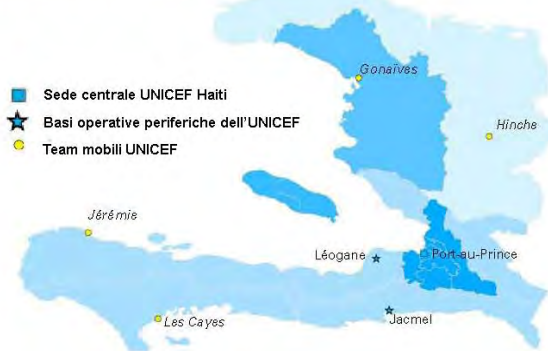 Gonaïves
Sede centrale UNICEF Haiti
Basi operative periferiche dell'UNICEF
Hinche
Team mobili UNICEF
Jérémie
Léogane
Port-au-Prince
Les Cayes
Jacmel